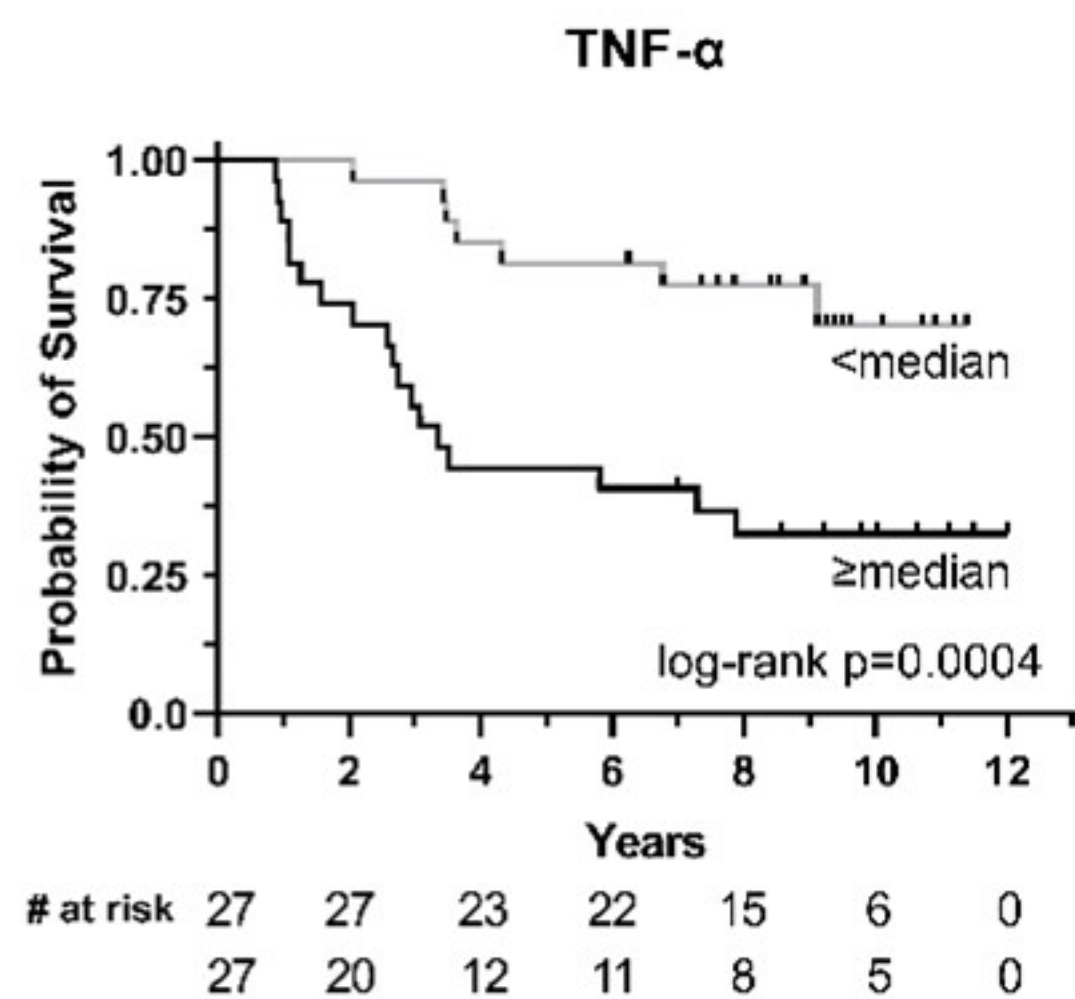 TNF-α
Probability of Survival
1.00
0.75
0.50
0.25
0.0
<median
≥median
log-rank p=0.0004
0 2 4 6 8 10 12
Years
# at risk 27 27 23 22 15 6 0
27 20 12 11 8 5 0